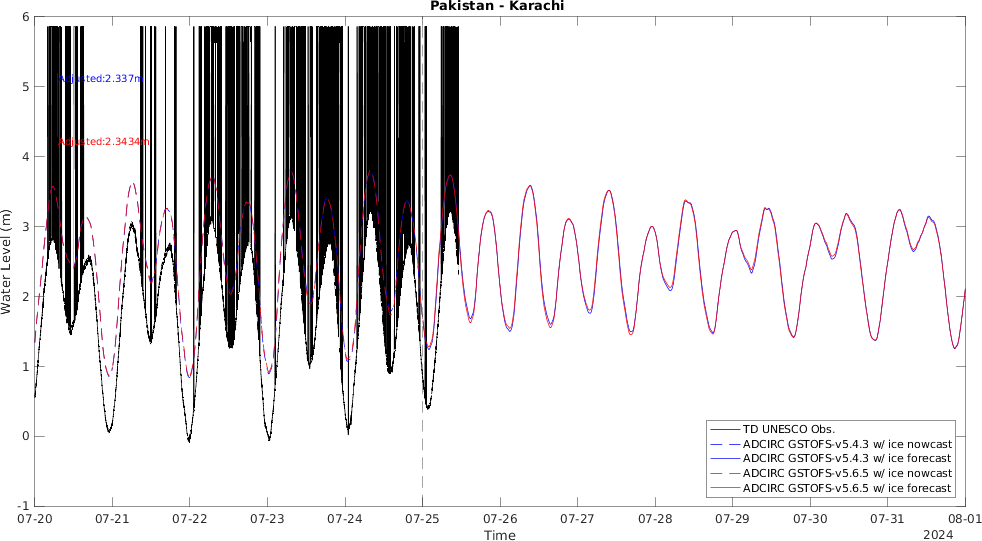 Pakistan - Karachi
6
5
4
3
2
1
0
-1
Water Level (m)
Adjusted:2.337m
Adjusted:2.3434m
TD UNESCO Obs.
ADCIRC GSTOFS-v5.4.3 w/ ice nowcast
ADCIRC GSTOFS-v5.4.3 w/ ice forecast
ADCIRC GSTOFS-v5.6.5 w/ ice nowcast
ADCIRC GSTOFS-v5.6.5 w/ ice forecast
07-20 07-21 07-22 07-23 07-24 07-25 07-26 07-27 07-28 07-29 07-30 07-31 08-01
Time
2024